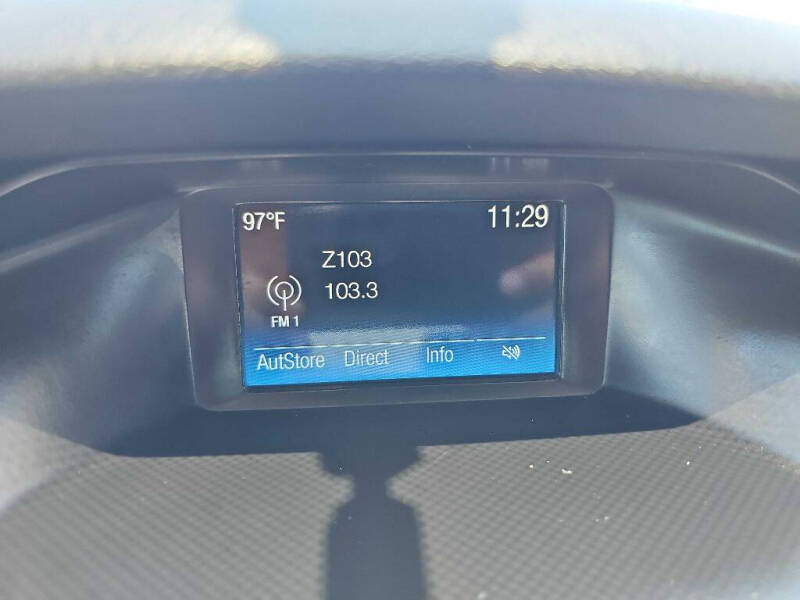 97°F 11:29
Z103
103.3
FM 1
AutStore Direct Info